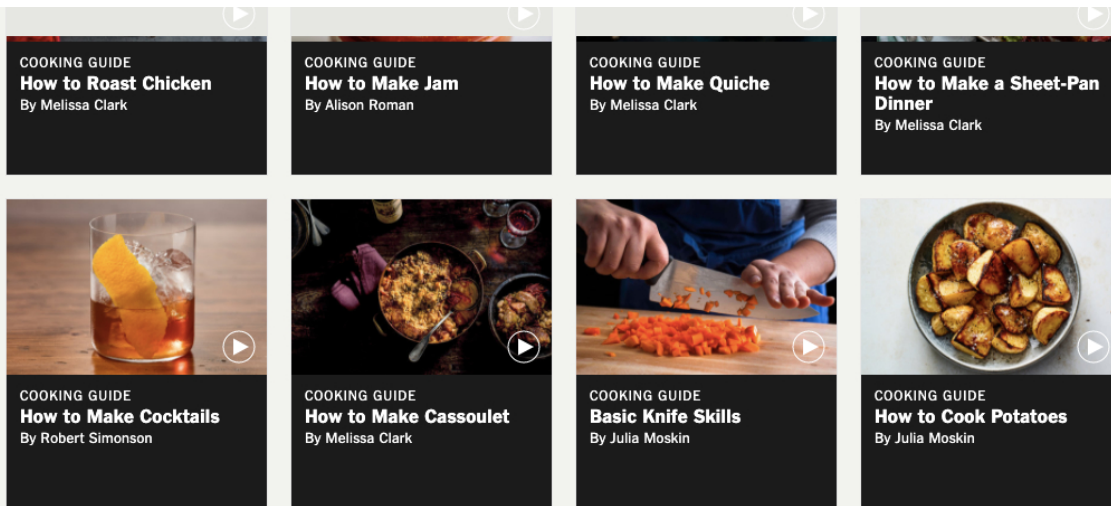 COOKING GUIDE
How to Roast Chicken
By Melissa Clark
COOKING GUIDE
How to Make Jam
By Alison Roman
COOKING GUIDE
How to Make Quiche
By Melissa Clark
COOKING GUIDE
How to Make a Sheet-Pan
Dinner
By Melissa Clark
COOKING GUIDE
How to Make Cocktails
By Robert Simonson
COOKING GUIDE
How to Make Cassoulet
By Melissa Clark
COOKING GUIDE
Basic Knife Skills
By Julia Moskin
COOKING GUIDE
How to Cook Potatoes
By Julia Moskin